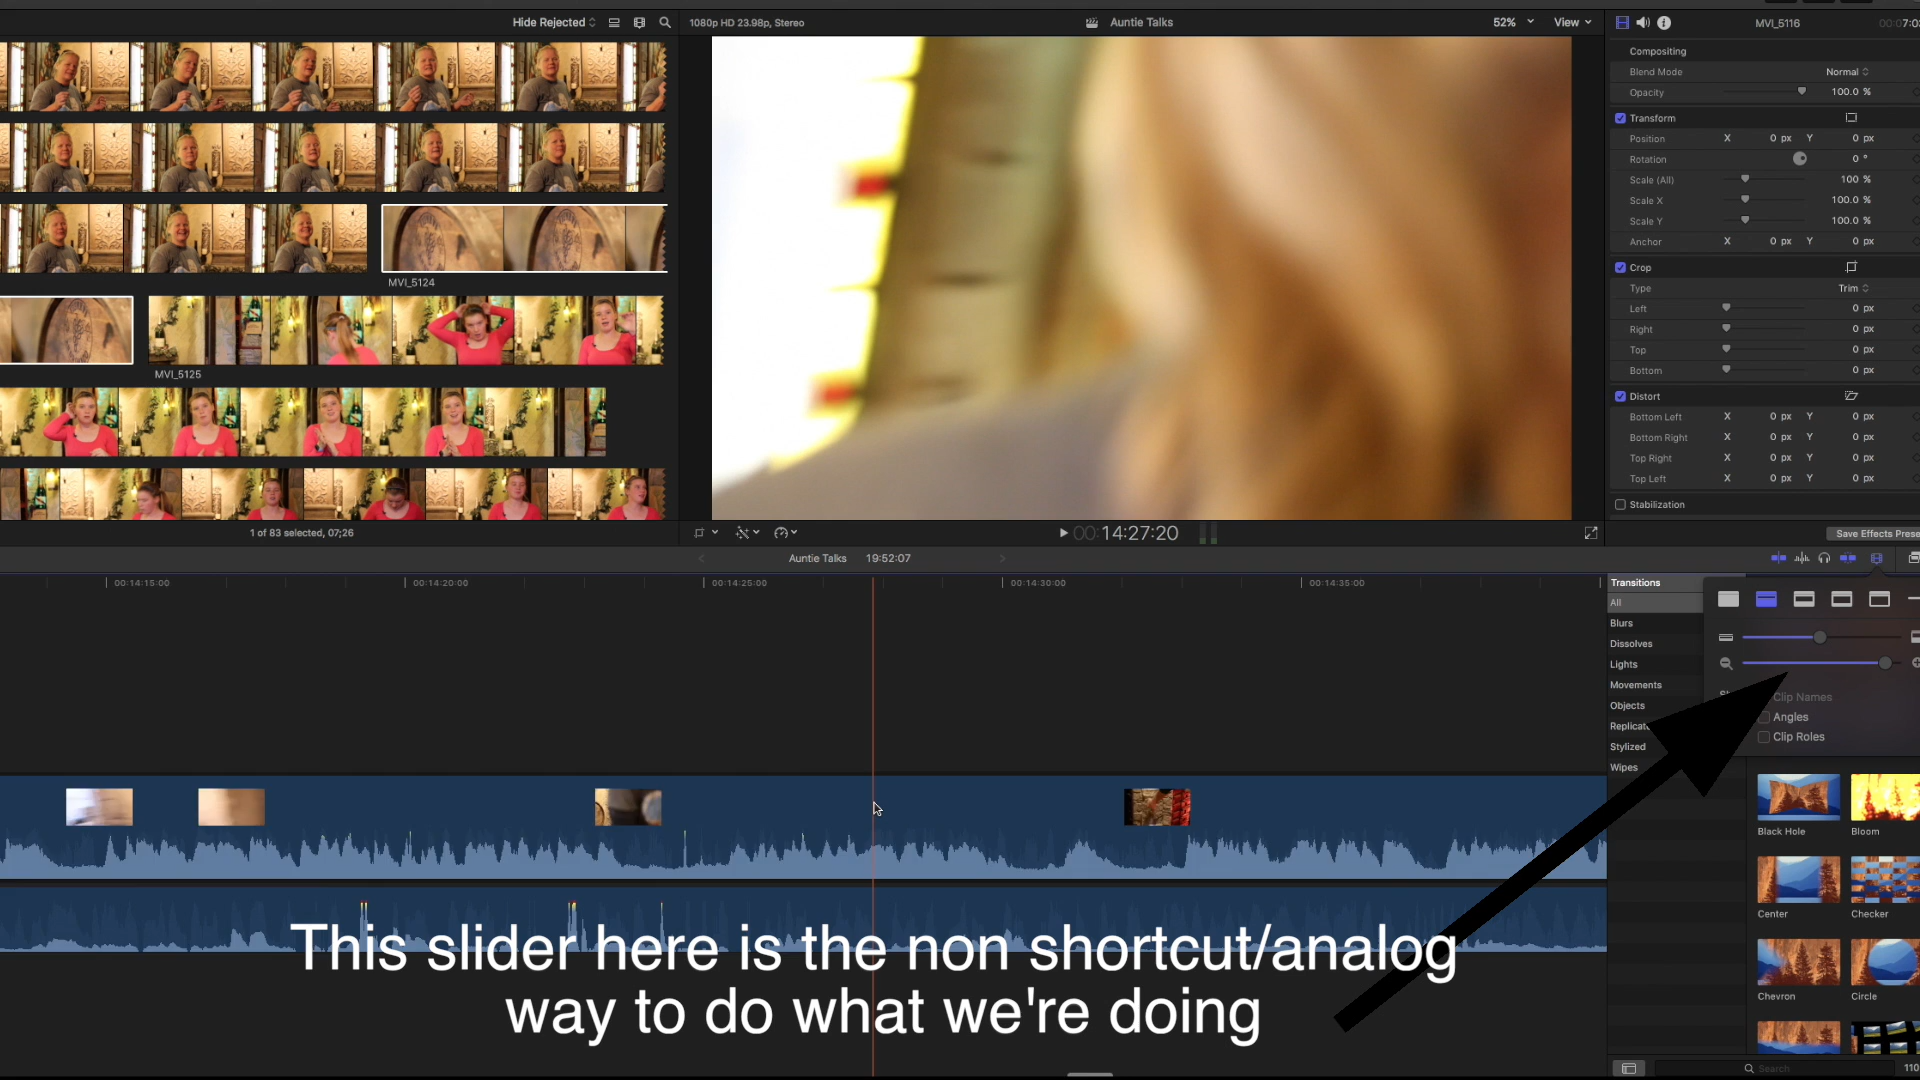 Hide Rejected
1080p HD 23.98p, Stereo
Auntie Talks
52%
View
MVI_5116
Compositing
Blend Mode Normal
Opacity 100.0 %
Transform
Position X 0 px Y 0 px
Rotation 0 °
Scale (All) 100 %
Scale X 100.0 %
Scale Y 100.0 %
Anchor X 0 px Y 0 px
Crop
Type Trim
Left 0 px
Right 0 px
Top 0 px
Bottom 0 px
Distort
Bottom Left X 0 px Y 0 px
Bottom Right X 0 px Y 0 px
Top Right X 0 px Y 0 px
Top Left X 0 px Y 0 px
Stabilization
Save Effects Prese
MVI_5124
MVI_5125
1 of 83 selected, 07;26
00:14:27:20
Auntie Talks 19:52:07
00:14:15:00 00:14:20:00 00:14:25:00 00:14:30:00 00:14:35:00
Transitions
All
Blurs
Dissolves
Lights
Movements
Objects
Stylized
Wipes
Clip Names
Angles
Clip Roles
Black Hole Bloom
Center Checker
Chevron Circle
Search
110
This slider here is the non shortcut/analog
way to do what we're doing